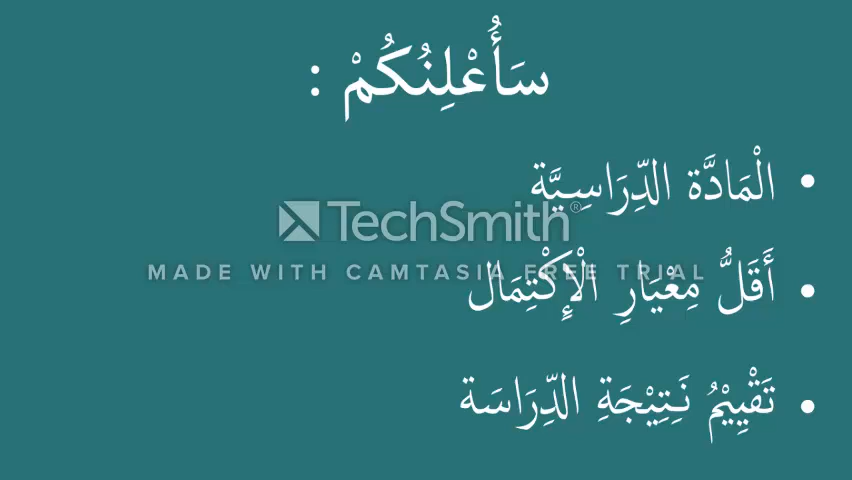 سَأُعْلِنُكُمْ :
• الْمَادَّة الدِّرَاسِيَّة
TechSmith®
MADE WITH CAMTASIA FREE TRIAL
• أَقَلُّ مِعْيَارِ الْإِكْتِمَال
• تَقْيِيْمُ نَتِيْجَةِ الدِّرَاسَة